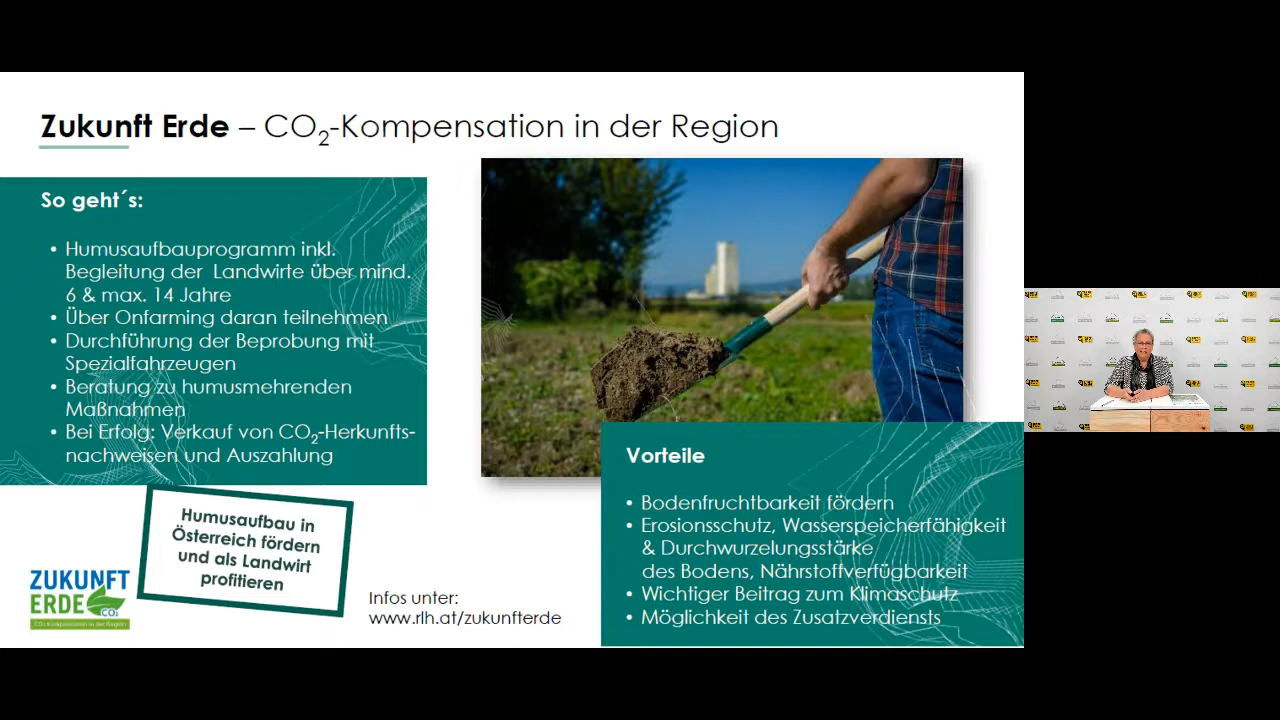 Zukunft Erde – CO₂-Kompensation in der Region
So geht´s:
• Humusaufbauprogramm inkl.
Begleitung der Landwirte über mind.
6 & max. 14 Jahre
• Über Onfarming daran teilnehmen
• Durchführung der Beprobung mit
Spezialfahrzeugen
• Beratung zu humusmehrenden
Maßnahmen
• Bei Erfolg: Verkauf von CO₂-Herkunfts-
nachweisen und Auszahlung
Humusaufbau in
Österreich fördern
und als Landwirt
profitieren
ZUKUNFT
ERDE
CO₂
CO₂ Kompensation in der Region
Infos unter:
www.rlh.at/zukunfterde
Vorteile
• Bodenfruchtbarkeit fördern
• Erosionsschutz, Wasserspeicherfähigkeit
& Durchwurzelungsstärke
des Bodens, Nährstoffverfügbarkeit
• Wichtiger Beitrag zum Klimaschutz
• Möglichkeit des Zusatzverdiensts